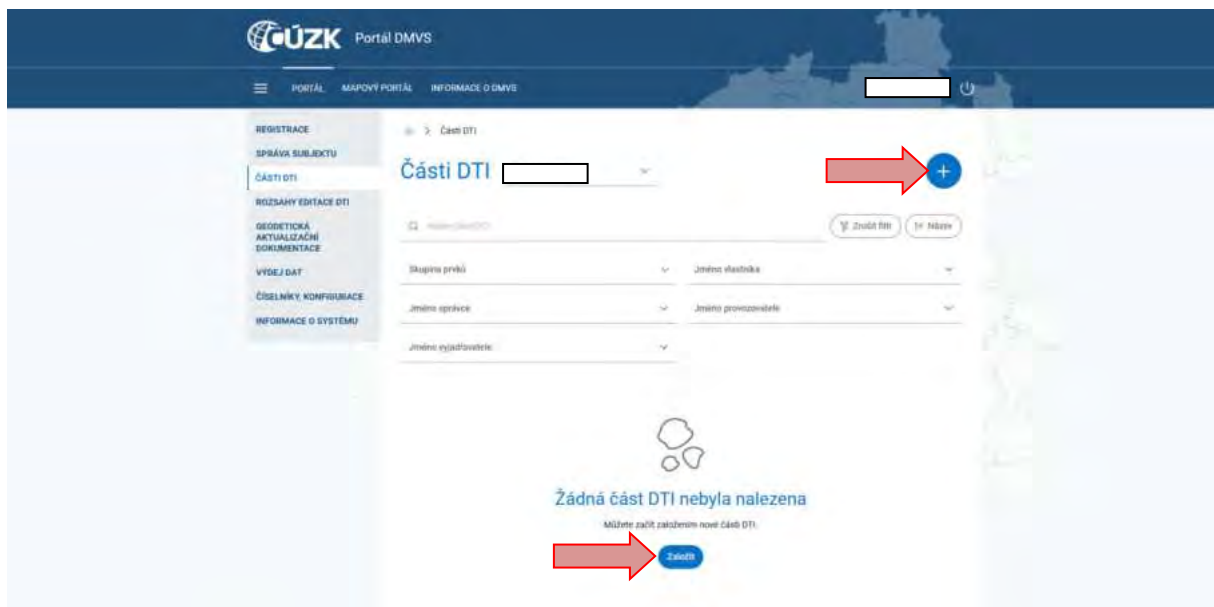 ÚZK Portál DMVS
PORTÁL MAPOVÝ PORTÁL INFORMACE O DMVS
REGISTRACE
SPRÁVA SUBJEKTU
ČÁSTI DTI
ROZSAHY EDITACE DTI
GEODETICKÁ
AKTUALIZAČNÍ
DOKUMENTACE
VÝDEJ DAT
ČÍSELNÍKY, KONFIGURACE
INFORMACE O SYSTÉMU
Části DTI
Části DTI
Zrušit filtr
Název
Skupina prvků
Jméno vlastníka
Jméno správce
Jméno provozovatele
Jméno vyjadřovatele
Žádná část DTI nebyla nalezena
Můžete začít založením nové části DTI.
Založit